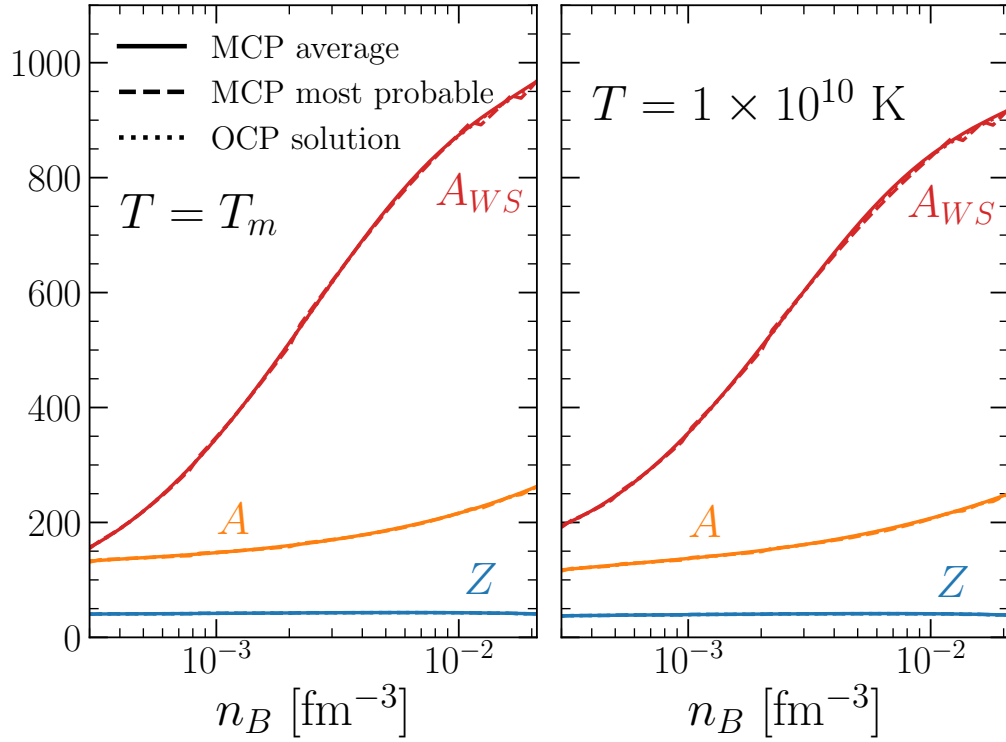 1000
800
600
400
200
0
MCP average
MCP most probable
OCP solution
$T = T_m$
$A_{WS}$
$A$
$Z$
$10^{-3}$ $10^{-2}$
$n_B$ [fm$^{-3}$]
$T = 1 \times 10^{10}$ K
$A_{WS}$
$A$
$Z$
$10^{-3}$ $10^{-2}$
$n_B$ [fm$^{-3}$]